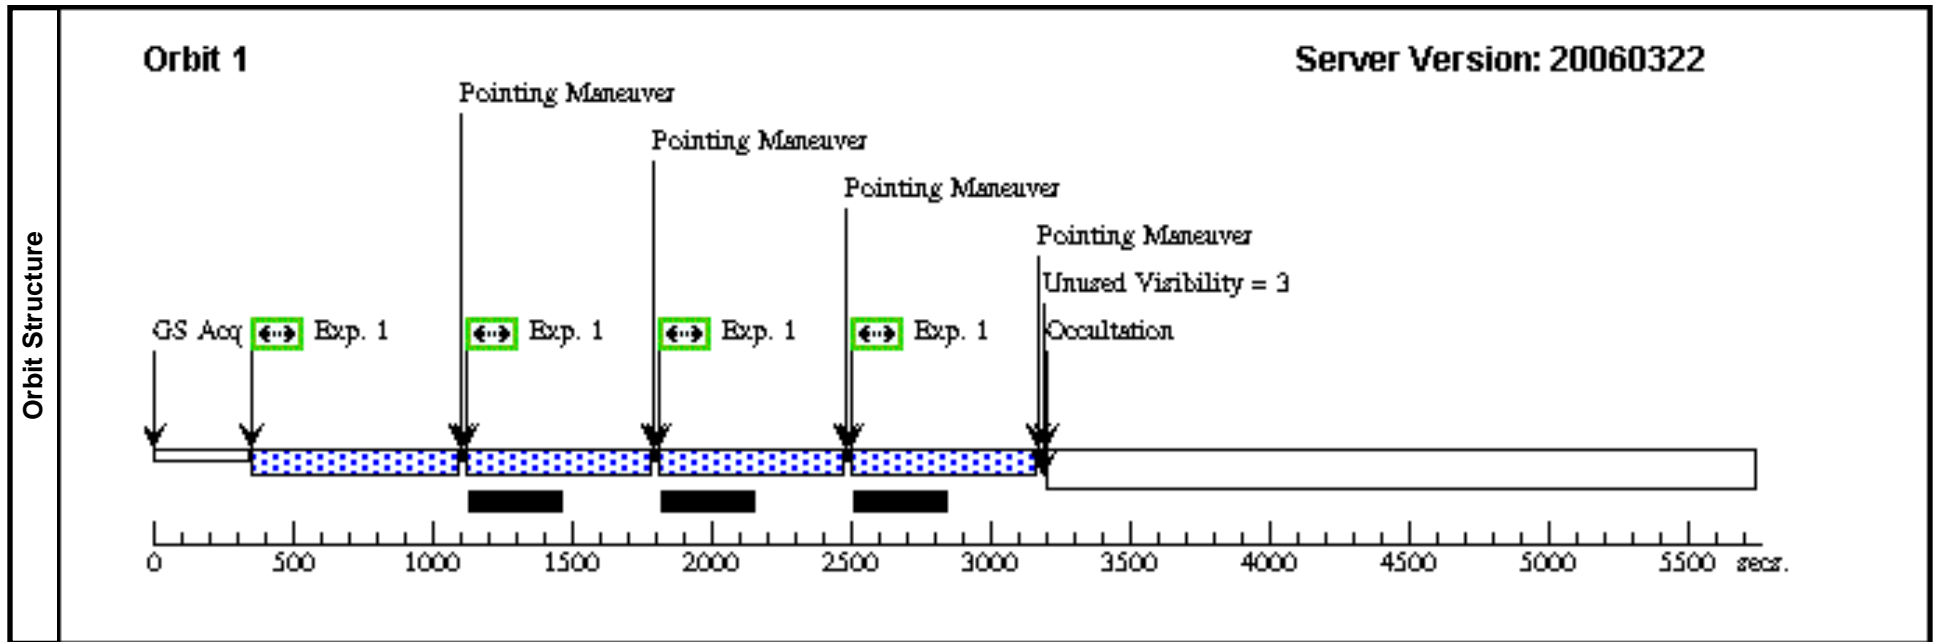 Orbit Structure
Orbit 1
Server Version: 20060322
Pointing Maneuver
Pointing Maneuver
Pointing Maneuver
Pointing Maneuver
Unused Visibility = 3
GS Acq Exp. 1 Exp. 1 Exp. 1 Exp. 1 Occultation
0 500 1000 1500 2000 2500 3000 3500 4000 4500 5000 5500 secs.